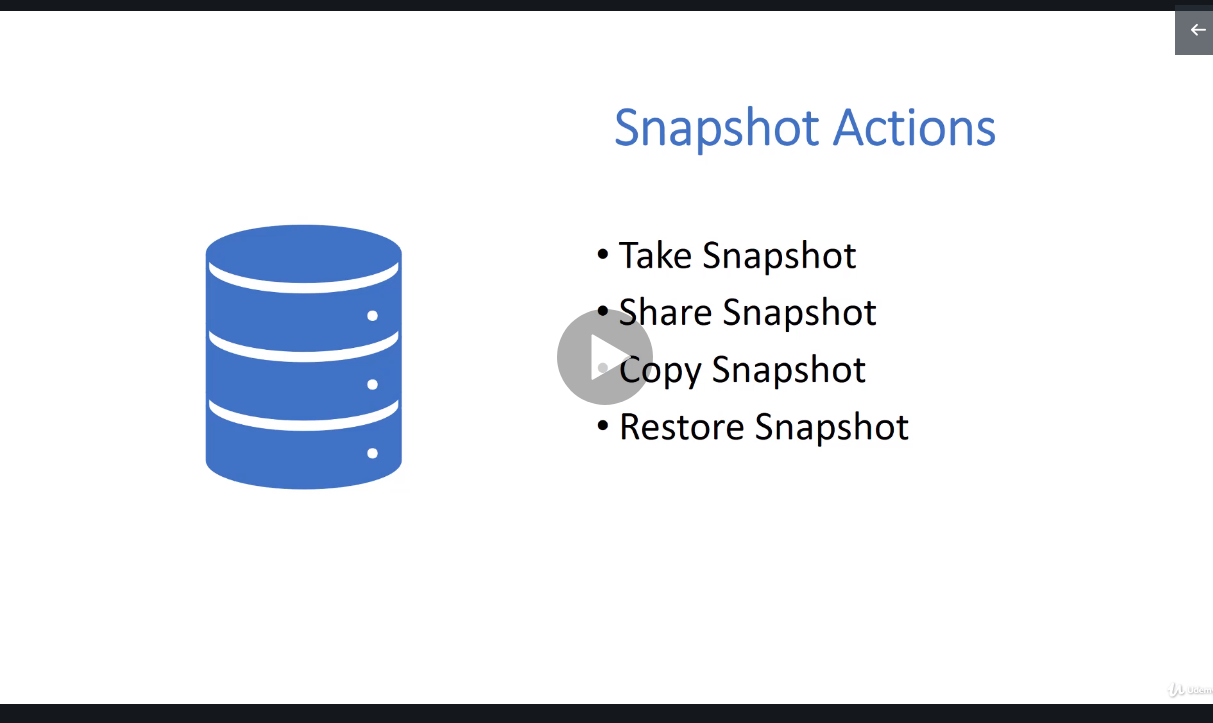 Snapshot Actions
• Take Snapshot
• Share Snapshot
• Copy Snapshot
• Restore Snapshot